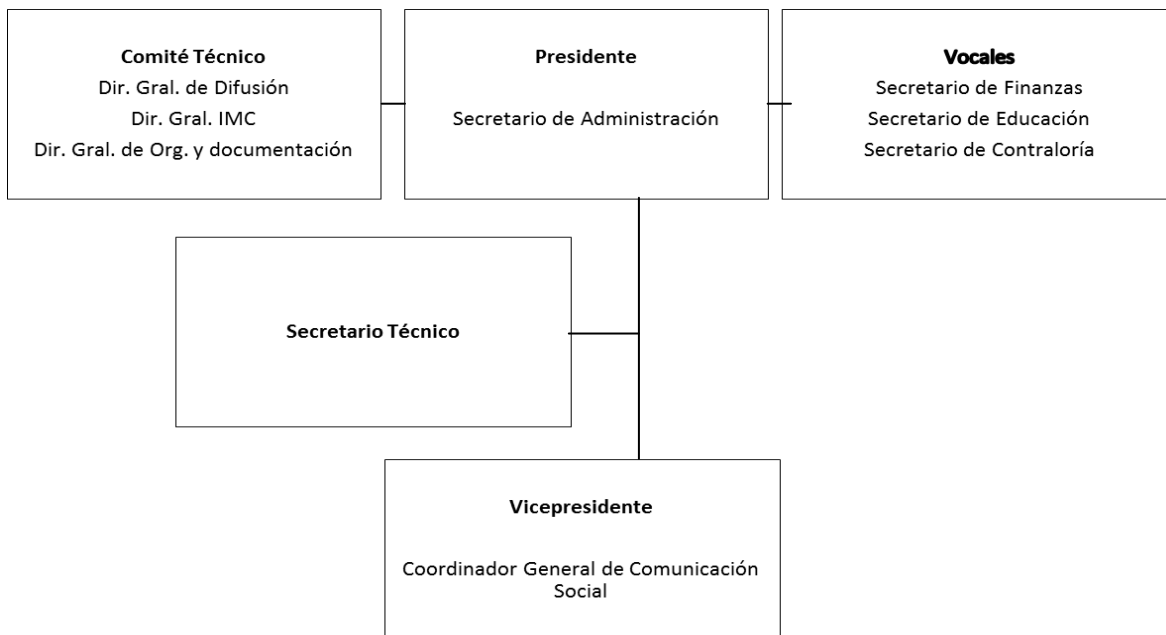 Comité Técnico
Dir. Gral. de Difusión
Dir. Gral. IMC
Dir. Gral. de Org. y documentación
Presidente
Secretario de Administración
Vocales
Secretario de Finanzas
Secretario de Educación
Secretario de Contraloría
Secretario Técnico
Vicepresidente
Coordinador General de Comunicación
Social